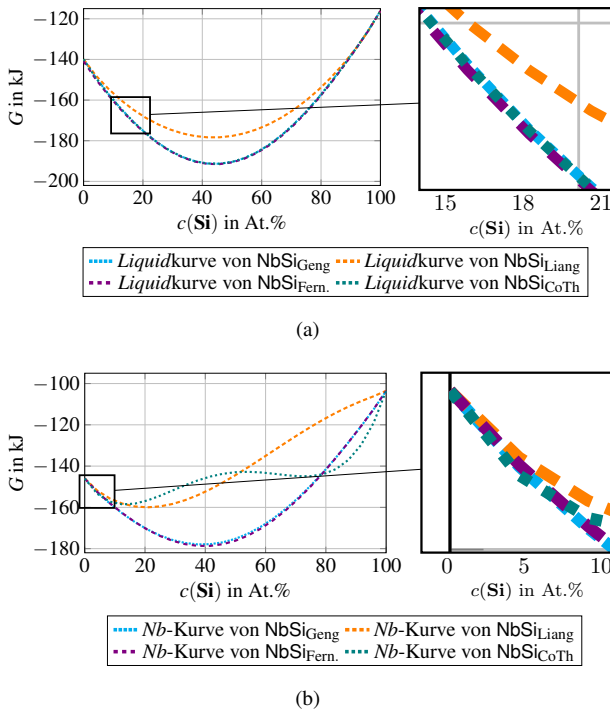 −120
−140
−160
−180
−200
G in kJ
0 20 40 60 80 100
c(Si) in At.%
15 18 21
c(Si) in At.%
Liquidkurve von NbSiGeng Liquidkurve von NbSiLiang
Liquidkurve von NbSiFern. Liquidkurve von NbSiCoTh
(a)
−100
−120
−140
−160
−180
G in kJ
0 20 40 60 80 100
c(Si) in At.%
0 5 10
c(Si) in At.%
Nb-Kurve von NbSiGeng Nb-Kurve von NbSiLiang
Nb-Kurve von NbSiFern. Nb-Kurve von NbSiCoTh
(b)